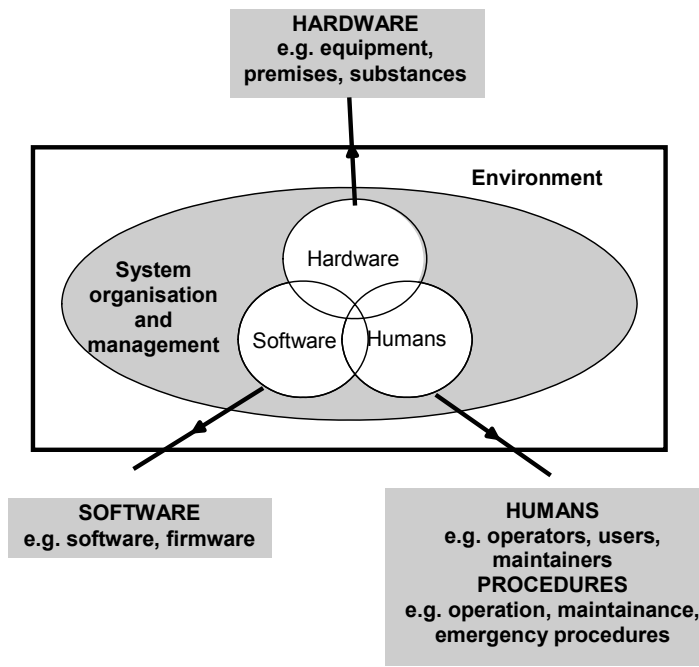 HARDWARE
e.g. equipment,
premises, substances
Environment
Hardware
System
organisation
and
management
Software
Humans
SOFTWARE
e.g. software, firmware
HUMANS
e.g. operators, users,
maintainers
PROCEDURES
e.g. operation, maintainance,
emergency procedures